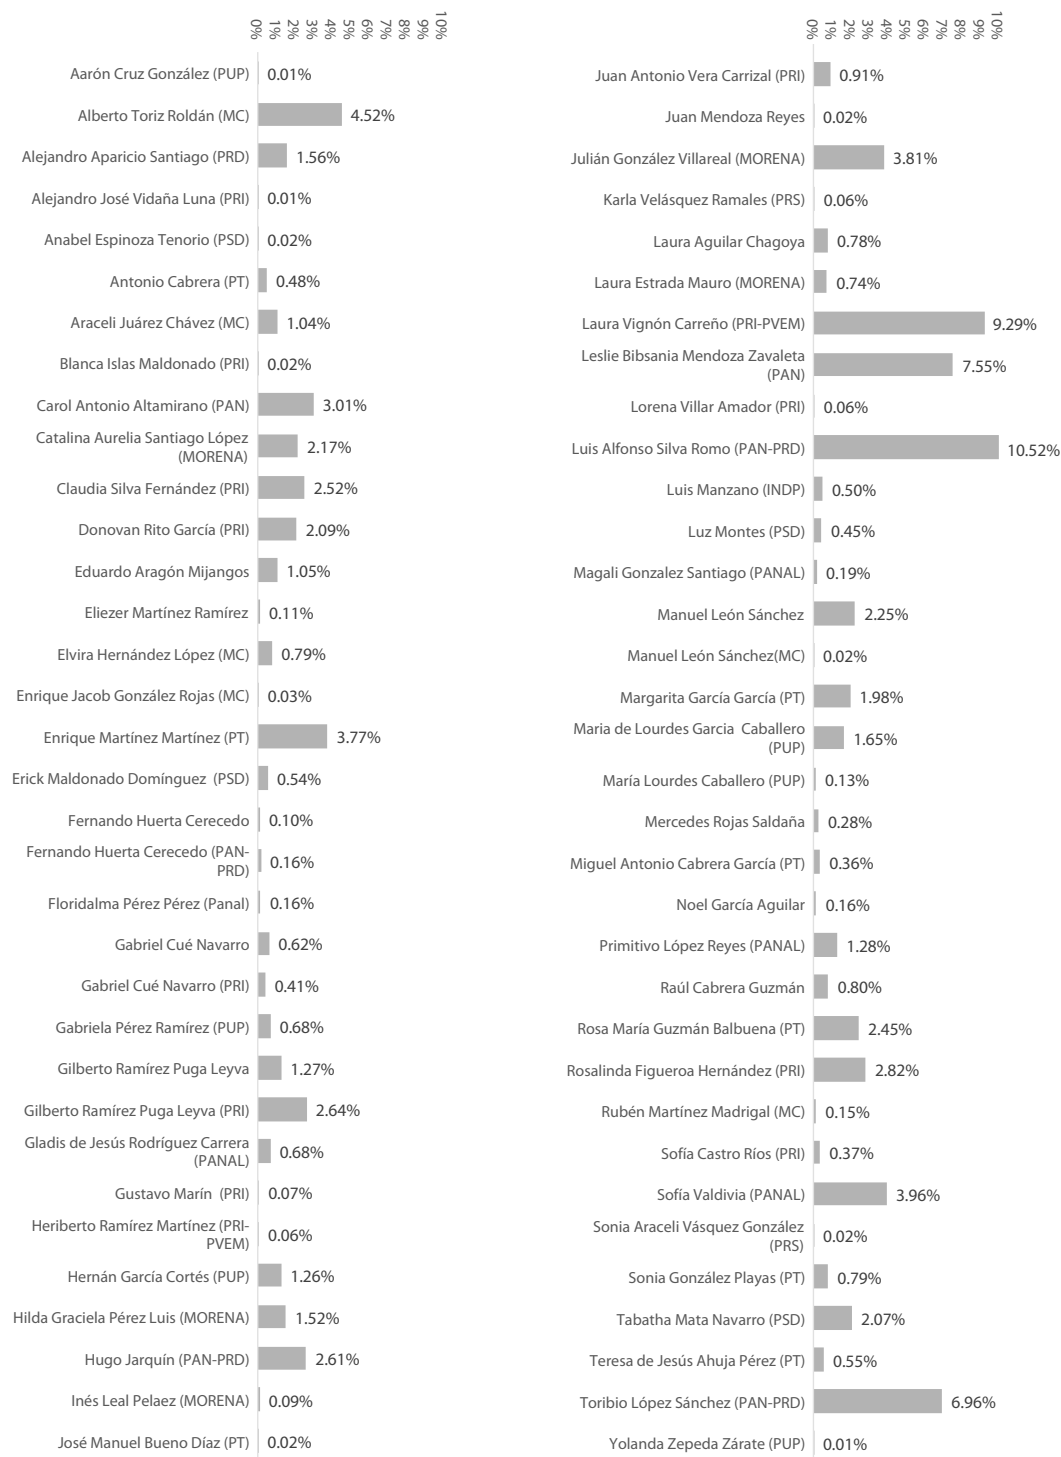 0% 1% 2% 3% 4% 5% 6% 7% 8% 9% 10%
Aarón Cruz González (PUP) 0.01%
Alberto Toriz Roldán (MC) 4.52%
Alejandro Aparicio Santiago (PRD) 1.56%
Alejandro José Vidaña Luna (PRI) 0.01%
Anabel Espinoza Tenorio (PSD) 0.02%
Antonio Cabrera (PT) 0.48%
Araceli Juárez Chávez (MC) 1.04%
Blanca Islas Maldonado (PRI) 0.02%
Carol Antonio Altamirano (PAN) 3.01%
Catalina Aurelia Santiago López
(MORENA) 2.17%
Claudia Silva Fernández (PRI) 2.52%
Donovan Rito García (PRI) 2.09%
Eduardo Aragón Mijangos 1.05%
Eliezer Martínez Ramírez 0.11%
Elvira Hernández López (MC) 0.79%
Enrique Jacob González Rojas (MC) 0.03%
Enrique Martínez Martínez (PT) 3.77%
Erick Maldonado Domínguez (PSD) 0.54%
Fernando Huerta Cerecedo 0.10%
Fernando Huerta Cerecedo (PAN-
PRD) 0.16%
Floridalma Pérez Pérez (Panal) 0.16%
Gabriel Cué Navarro 0.62%
Gabriel Cué Navarro (PRI) 0.41%
Gabriela Pérez Ramírez (PUP) 0.68%
Gilberto Ramírez Puga Leyva 1.27%
Gilberto Ramírez Puga Leyva (PRI) 2.64%
Gladis de Jesús Rodríguez Carrera
(PANAL) 0.68%
Gustavo Marín (PRI) 0.07%
Heriberto Ramírez Martínez (PRI-
PVEM) 0.06%
Hernán García Cortés (PUP) 1.26%
Hilda Graciela Pérez Luis (MORENA) 1.52%
Hugo Jarquín (PAN-PRD) 2.61%
Inés Leal Pelaez (MORENA) 0.09%
José Manuel Bueno Díaz (PT) 0.02%
0% 1% 2% 3% 4% 5% 6% 7% 8% 9% 10%
Juan Antonio Vera Carrizal (PRI) 0.91%
Juan Mendoza Reyes 0.02%
Julián González Villareal (MORENA) 3.81%
Karla Velásquez Ramales (PRS) 0.06%
Laura Aguilar Chagoya 0.78%
Laura Estrada Mauro (MORENA) 0.74%
Laura Vignón Carreño (PRI-PVEM) 9.29%
Leslie Bibsania Mendoza Zavaleta
(PAN) 7.55%
Lorena Villar Amador (PRI) 0.06%
Luis Alfonso Silva Romo (PAN-PRD) 10.52%
Luis Manzano (INDP) 0.50%
Luz Montes (PSD) 0.45%
Magali Gonzalez Santiago (PANAL) 0.19%
Manuel León Sánchez 2.25%
Manuel León Sánchez(MC) 0.02%
Margarita García García (PT) 1.98%
Maria de Lourdes Garcia Caballero
(PUP) 1.65%
María Lourdes Caballero (PUP) 0.13%
Mercedes Rojas Saldaña 0.28%
Miguel Antonio Cabrera García (PT) 0.36%
Noel García Aguilar 0.16%
Primitivo López Reyes (PANAL) 1.28%
Raúl Cabrera Guzmán 0.80%
Rosa María Guzmán Balbuena (PT) 2.45%
Rosalinda Figueroa Hernández (PRI) 2.82%
Rubén Martínez Madrigal (MC) 0.15%
Sofía Castro Ríos (PRI) 0.37%
Sofía Valdivia (PANAL) 3.96%
Sonia Araceli Vásquez González
(PRS) 0.02%
Sonia González Playas (PT) 0.79%
Tabatha Mata Navarro (PSD) 2.07%
Teresa de Jesús Ahuja Pérez (PT) 0.55%
Toribio López Sánchez (PAN-PRD) 6.96%
Yolanda Zepeda Zárate (PUP) 0.01%